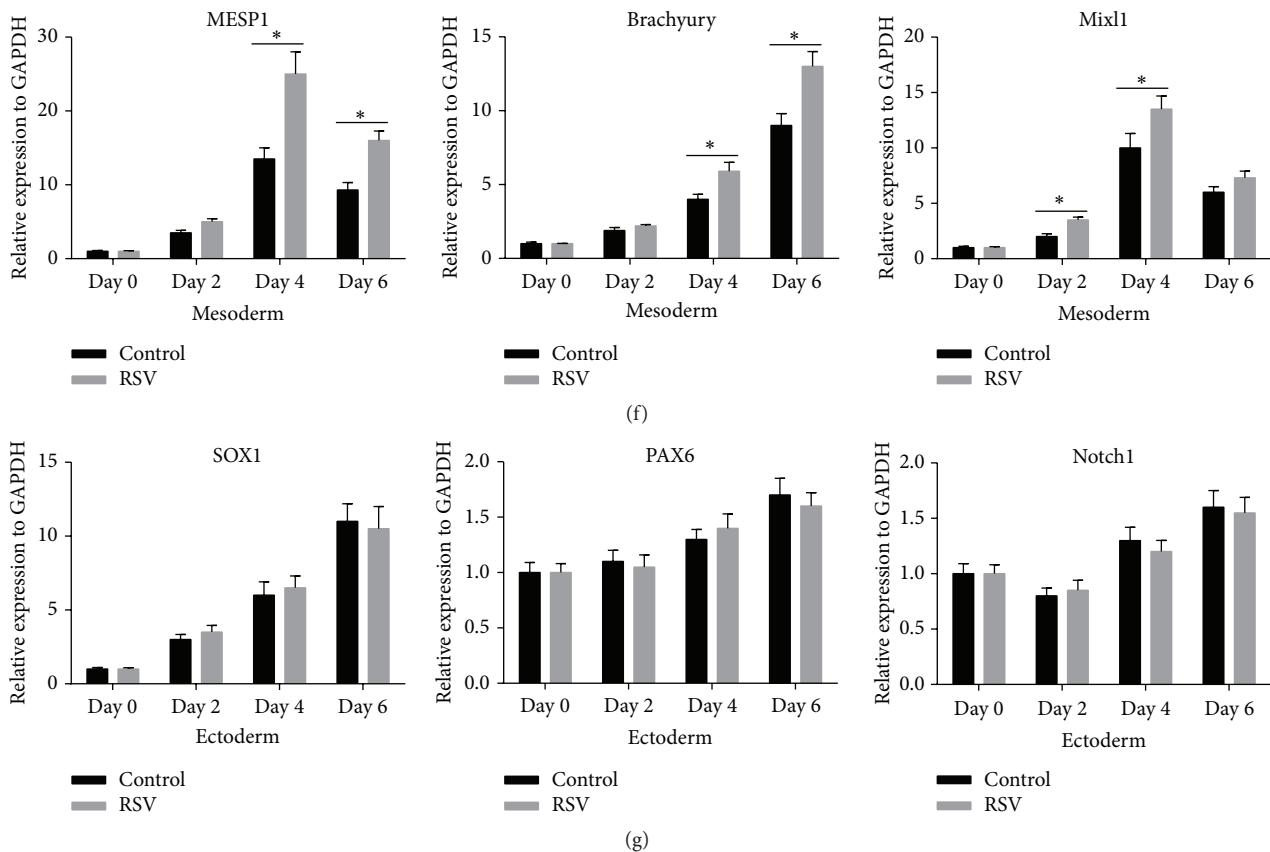 MESP1
Relative expression to GAPDH
30
20
10
0
*
*
Day 0 Day 2 Day 4 Day 6
Mesoderm
Control
RSV
Brachyury
Relative expression to GAPDH
15
10
5
0
*
*
Day 0 Day 2 Day 4 Day 6
Mesoderm
Control
RSV
Mixl1
Relative expression to GAPDH
20
15
10
5
0
*
*
Day 0 Day 2 Day 4 Day 6
Mesoderm
Control
RSV
(f)
SOX1
Relative expression to GAPDH
15
10
5
0
Day 0 Day 2 Day 4 Day 6
Ectoderm
Control
RSV
PAX6
Relative expression to GAPDH
2.0
1.5
1.0
0.5
0.0
Day 0 Day 2 Day 4 Day 6
Ectoderm
Control
RSV
Notch1
Relative expression to GAPDH
2.0
1.5
1.0
0.5
0.0
Day 0 Day 2 Day 4 Day 6
Ectoderm
Control
RSV
(g)